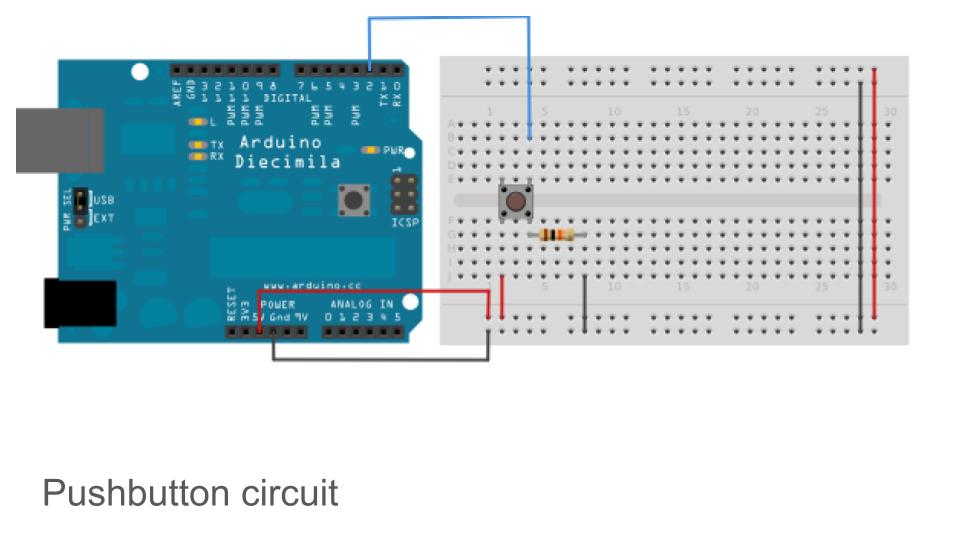 AREF
GND
13
12
11
10
9
8
7
6
5
4
3
2
1
0
TX
RX
DIGITAL
PWM
PWM
PWM
PWM
PWM
PWM
L
TX
RX
Arduino
Diecimila
PWR
1
ICSP
PWR SEL
USB
EXT
www.arduino.cc
RESET
3V3
5V Gnd 9V
POWER
ANALOG IN
0 1 2 3 4 5
1 5 10 15 20 25 30
A
B
C
D
E
F
G
H
I
J
1 5 10 15 20 25 30
Pushbutton circuit